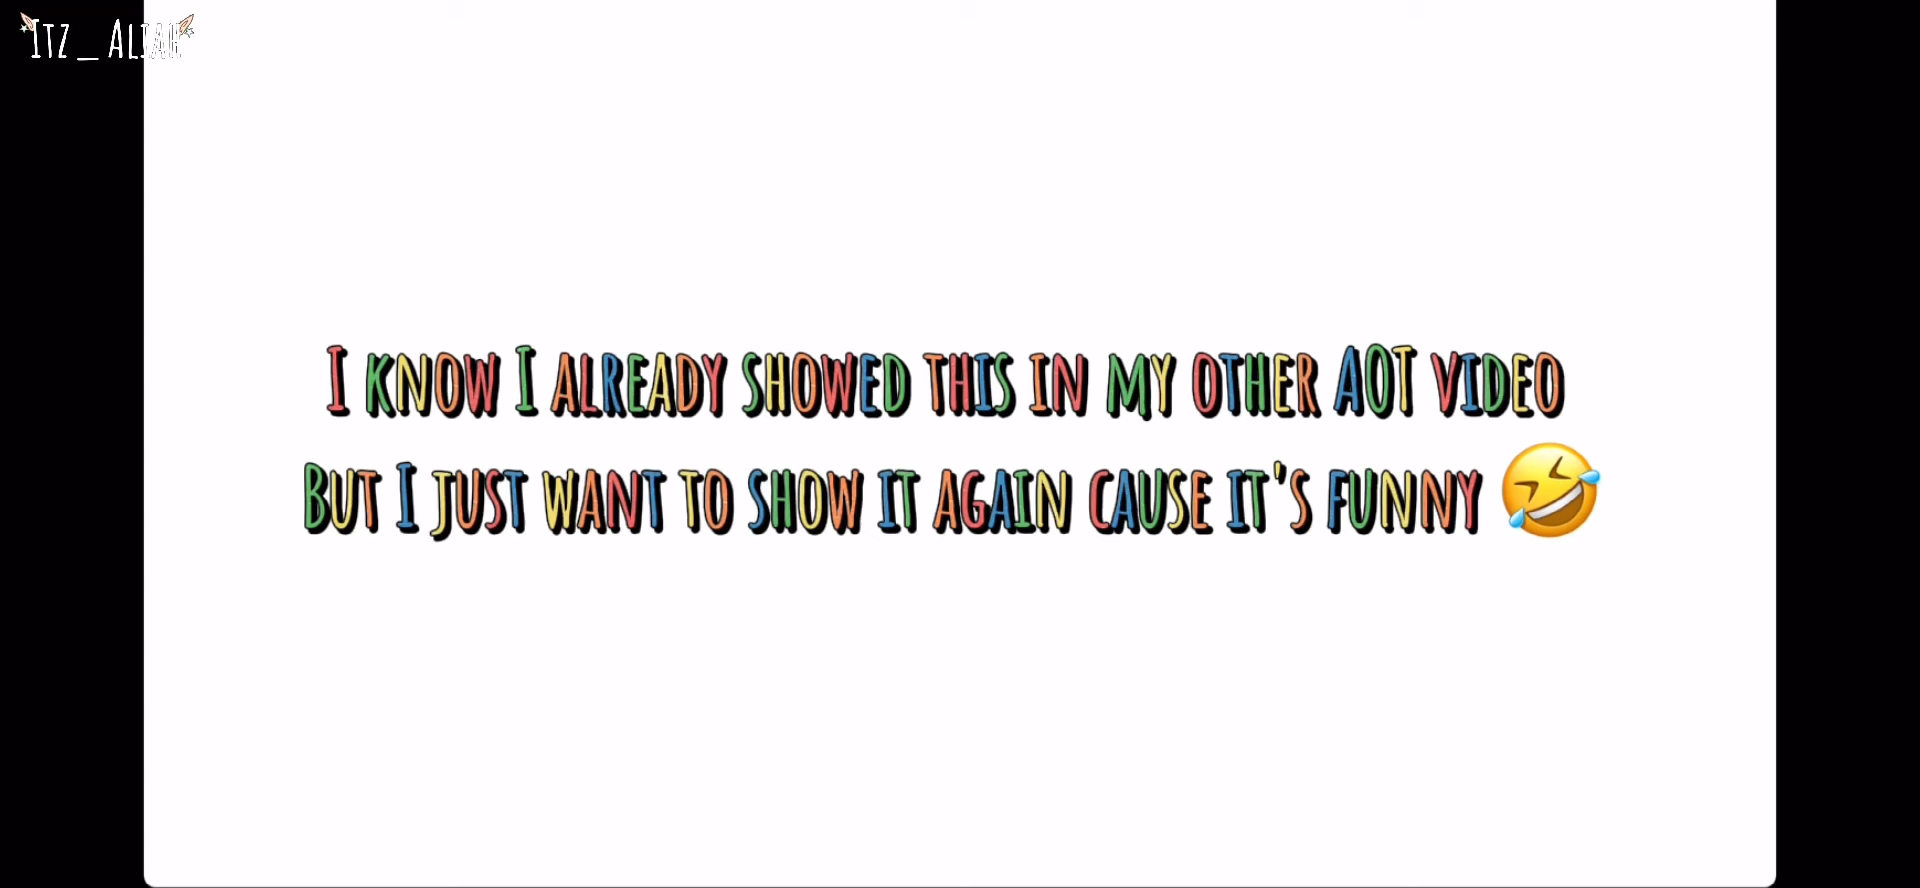 Itz_Aliah
I know I already showed this in my other AOT video
But I just want to show it again cause it's funny 🤣